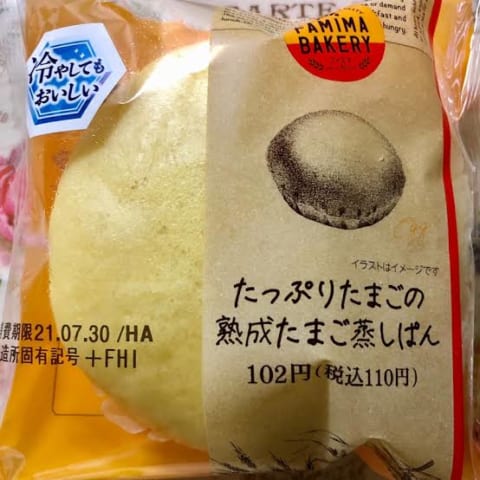 冷やしても
おいしい
FAMIMA
BAKERY
Egg
イラストはイメージです
たっぷりたまごの
熟成たまご蒸しぱん
102円(税込110円)
費期限21.07.30 /HA
造所固有記号 +FHI